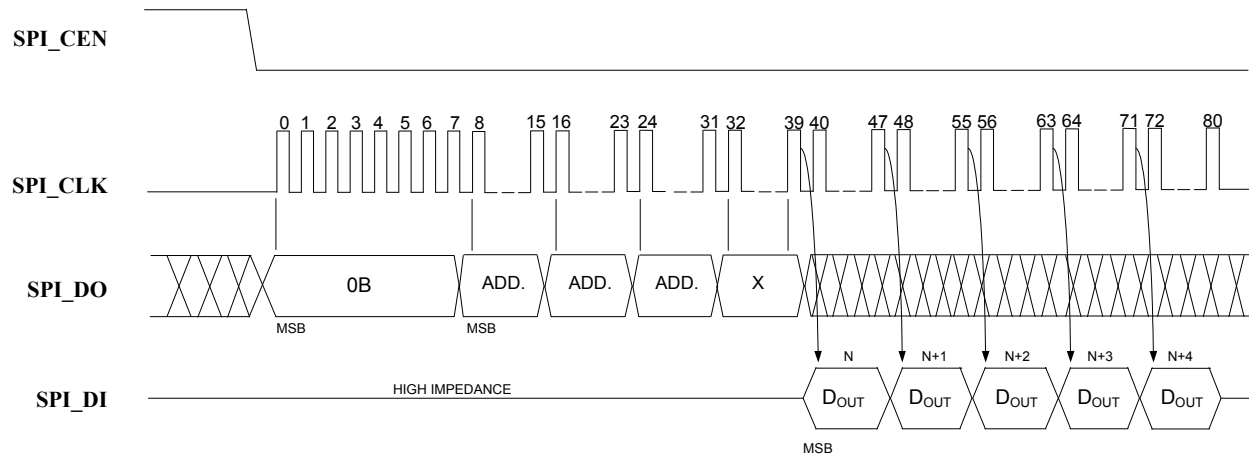 SPI_CEN
0 1 2 3 4 5 6 7 8 15 16 23 24 31 32 39 40 47 48 55 56 63 64 71 72 80
SPI_CLK
SPI_DO
0B ADD. ADD. ADD. X
MSB MSB
N N+1 N+2 N+3 N+4
SPI_DI
HIGH IMPEDANCE
DOUT DOUT DOUT DOUT DOUT
MSB